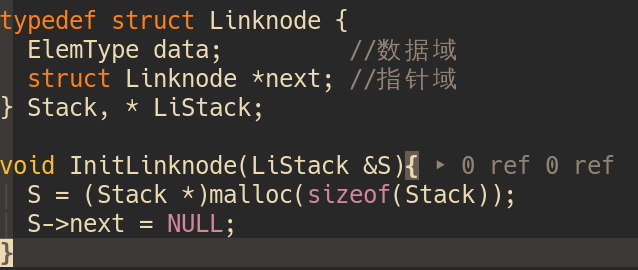 typedef struct Linknode {
  ElemType data;         //数据域
  struct Linknode *next; //指针域
} Stack, * LiStack;
void InitLinknode(LiStack &S){ ▸ 0 ref 0 ref
  S = (Stack *)malloc(sizeof(Stack));
  S->next = NULL;
}